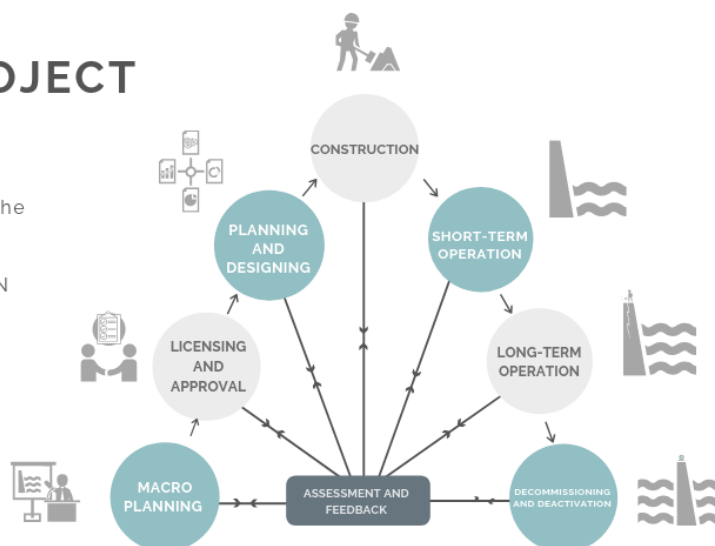 OJECT
he
N
CONSTRUCTION
PLANNING
AND
DESIGNING
SHORT-TERM
OPERATION
LICENSING
AND
APPROVAL
LONG-TERM
OPERATION
MACRO
PLANNING
ASSESSMENT AND
FEEDBACK
DECOMMISSIONING
AND DEACTIVATION